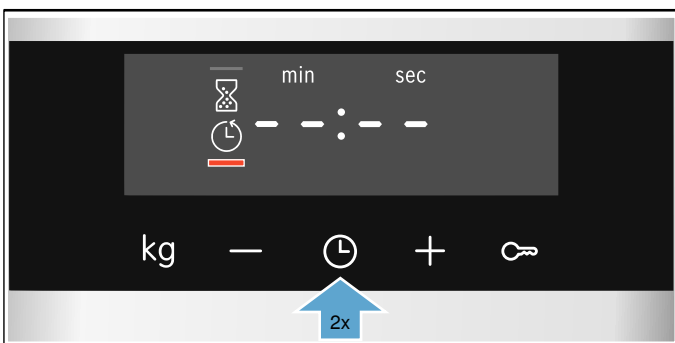 min sec
--:--
kg − +
2x